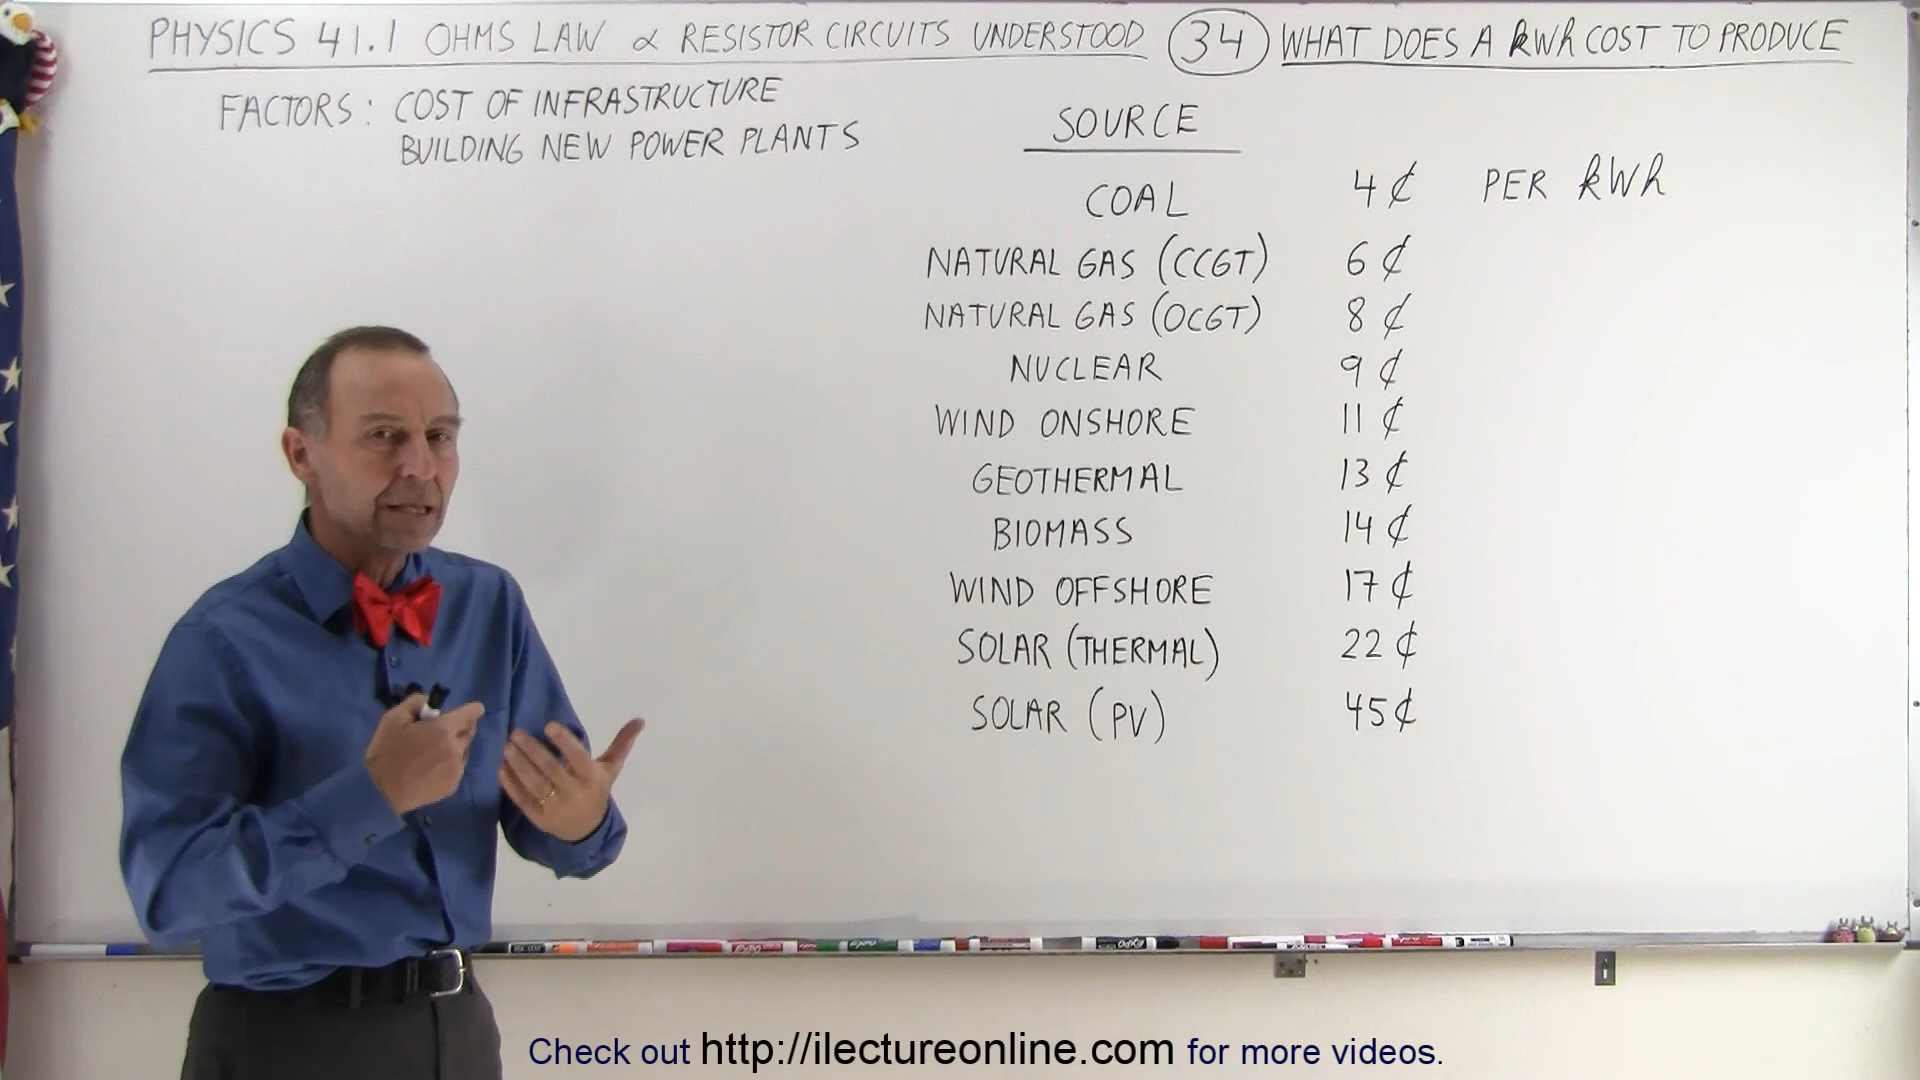 PHYSICS 41.1 OHMS LAW & RESISTOR CIRCUITS UNDERSTOOD 34 WHAT DOES A kWh COST TO PRODUCE
FACTORS: COST OF INFRASTRUCTURE
BUILDING NEW POWER PLANTS
SOURCE
COAL 4 ¢ PER kWh
NATURAL GAS (CCGT) 6 ¢
NATURAL GAS (OCGT) 8 ¢
NUCLEAR 9 ¢
WIND ONSHORE 11 ¢
GEOTHERMAL 13 ¢
BIOMASS 14 ¢
WIND OFFSHORE 17 ¢
SOLAR (THERMAL) 22 ¢
SOLAR (PV) 45 ¢
Check out http://ilectureonline.com for more videos.